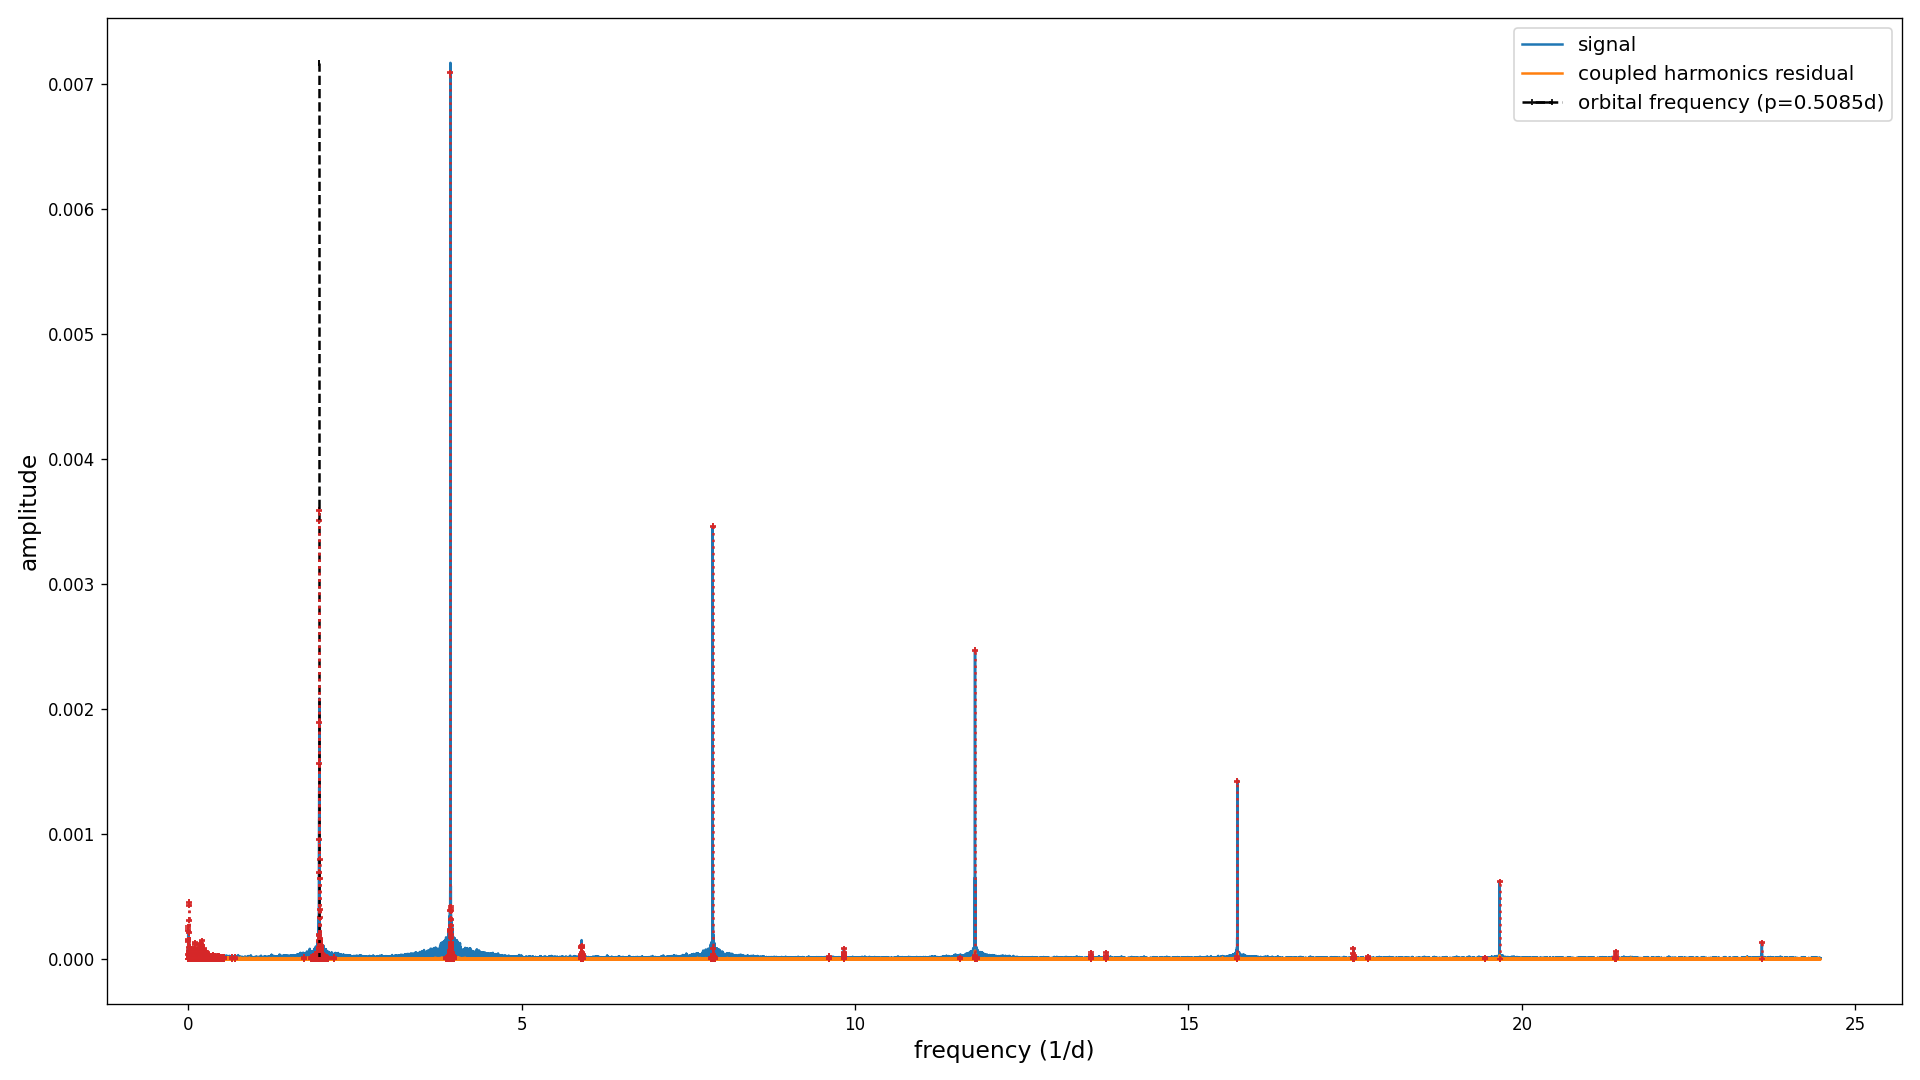 signal
coupled harmonics residual
orbital frequency (p=0.5085d)
amplitude
0.007
0.006
0.005
0.004
0.003
0.002
0.001
0.000
0 5 10 15 20 25
frequency (1/d)